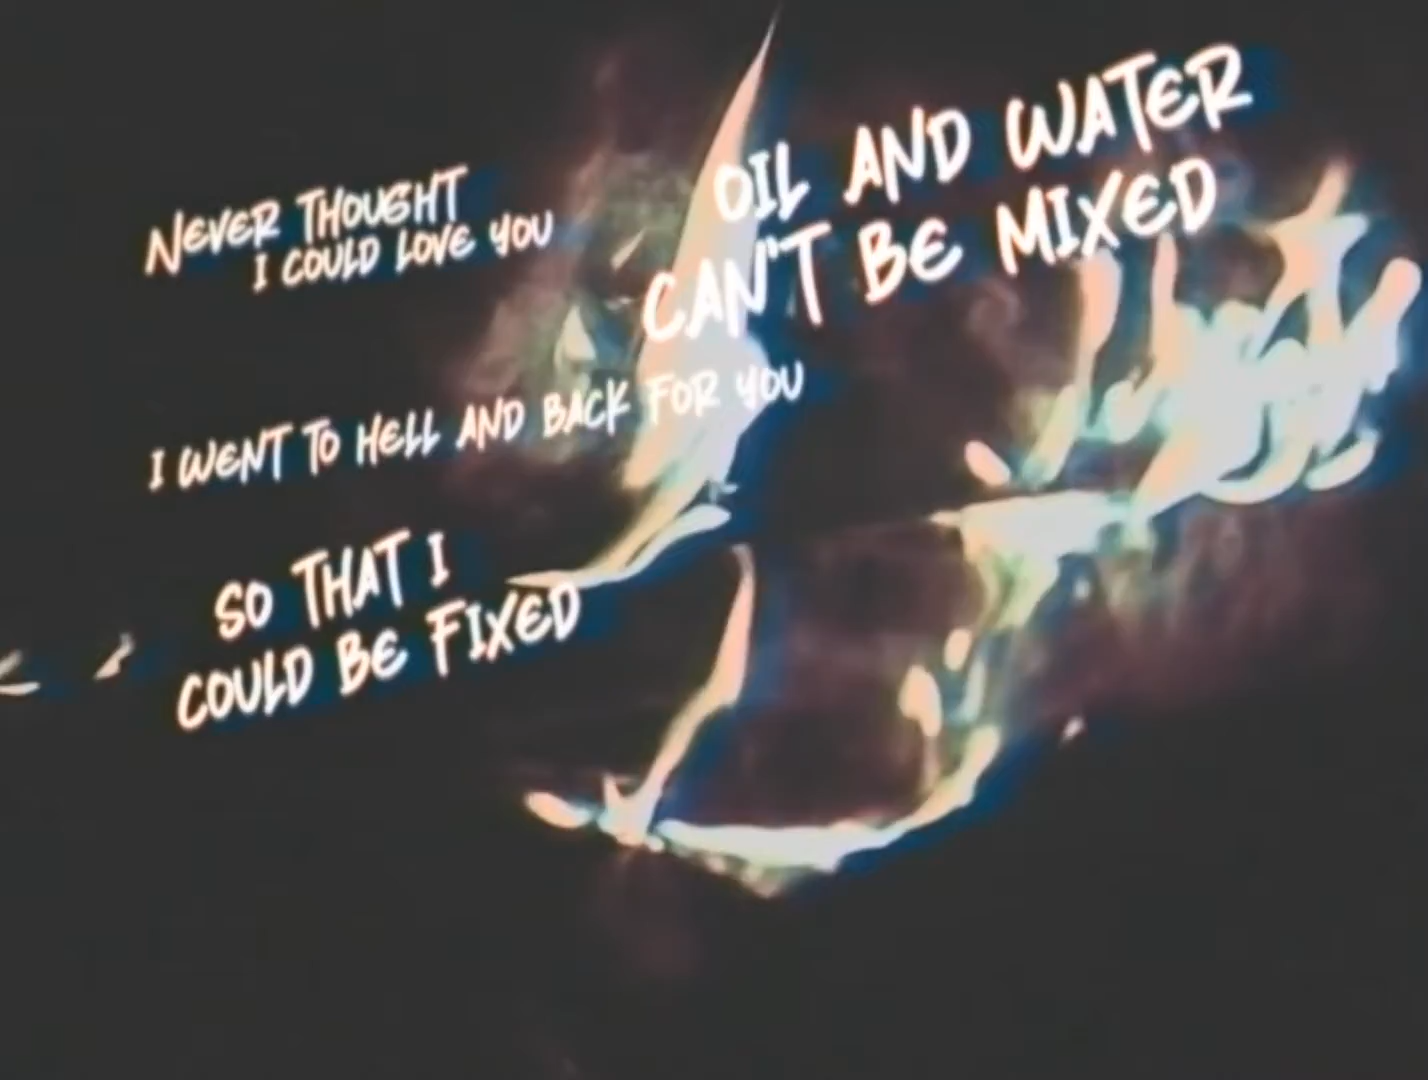 NEVER THOUGHT
I COULD LOVE YOU
OIL AND WATER
CAN'T BE MIXED
I WENT TO HELL AND BACK FOR YOU
SO THAT I
COULD BE FIXED